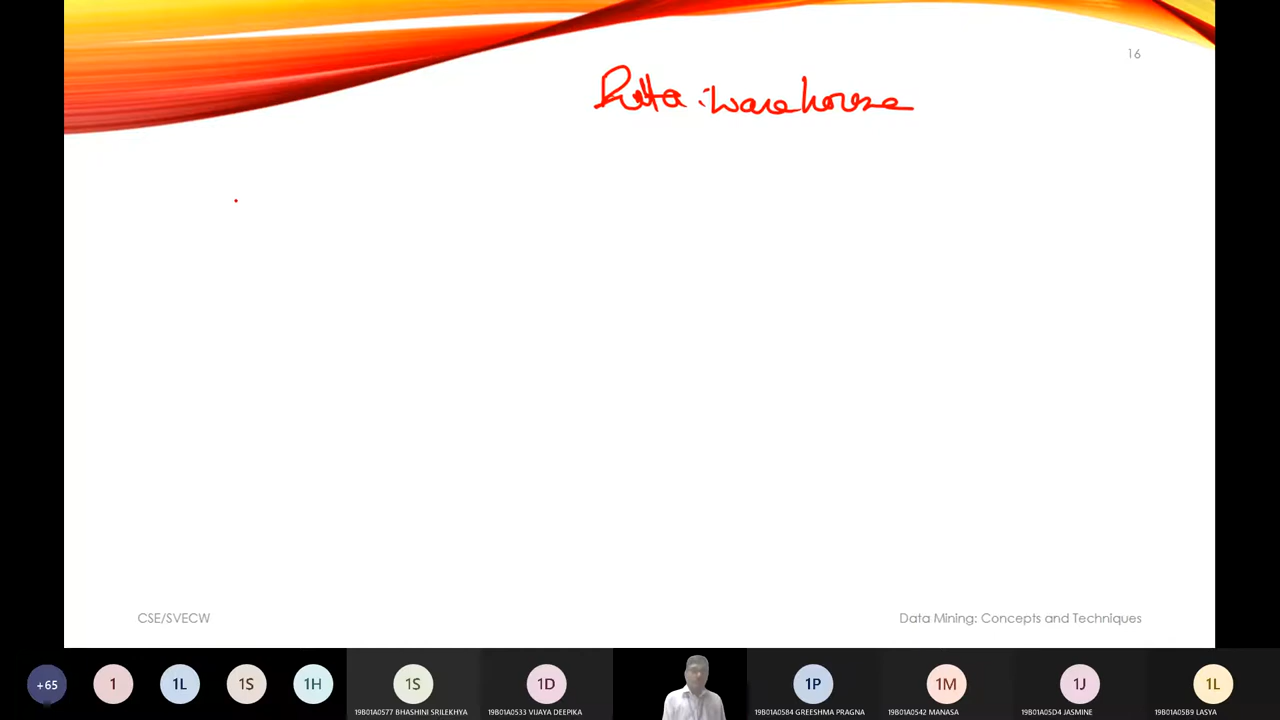 16
Data warehouse
CSE/SVECW
Data Mining: Concepts and Techniques
+65
1
1L
1S
1H
1S
1D
1P
1M
1J
1L
19B01A0577 BHASHINI SRILEKHYA
19B01A0533 VIJAYA DEEPIKA
19B01A0584 GREESHMA PRAGNA
19B01A0542 MANASA
19B01A05D4 JASMINE
19B01A05B9 LASYA